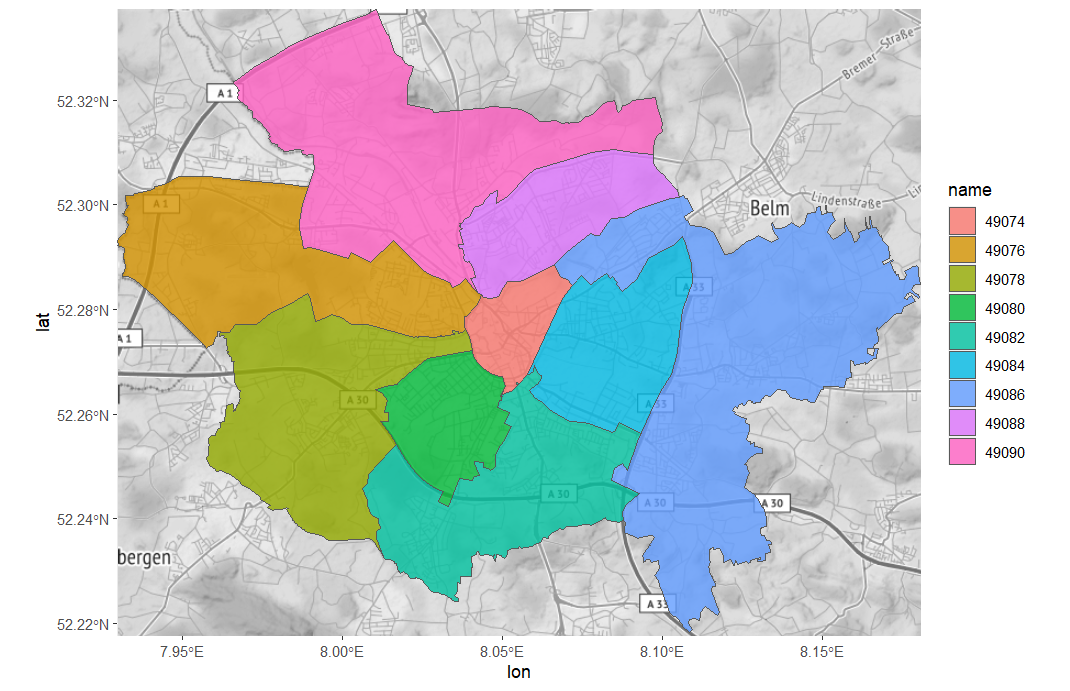 Bremer Straße
52.32°N
A 1
52.30°N
A 1
Belm
Lindenstraße
Lin
52.28°N
A 33
A 1
52.26°N
A 30
A 33
52.24°N
A 30
A 30
A 30
bergen
52.22°N
A 33
7.95°E
8.00°E
8.05°E
8.10°E
8.15°E
lon
lat
name
49074
49076
49078
49080
49082
49084
49086
49088
49090